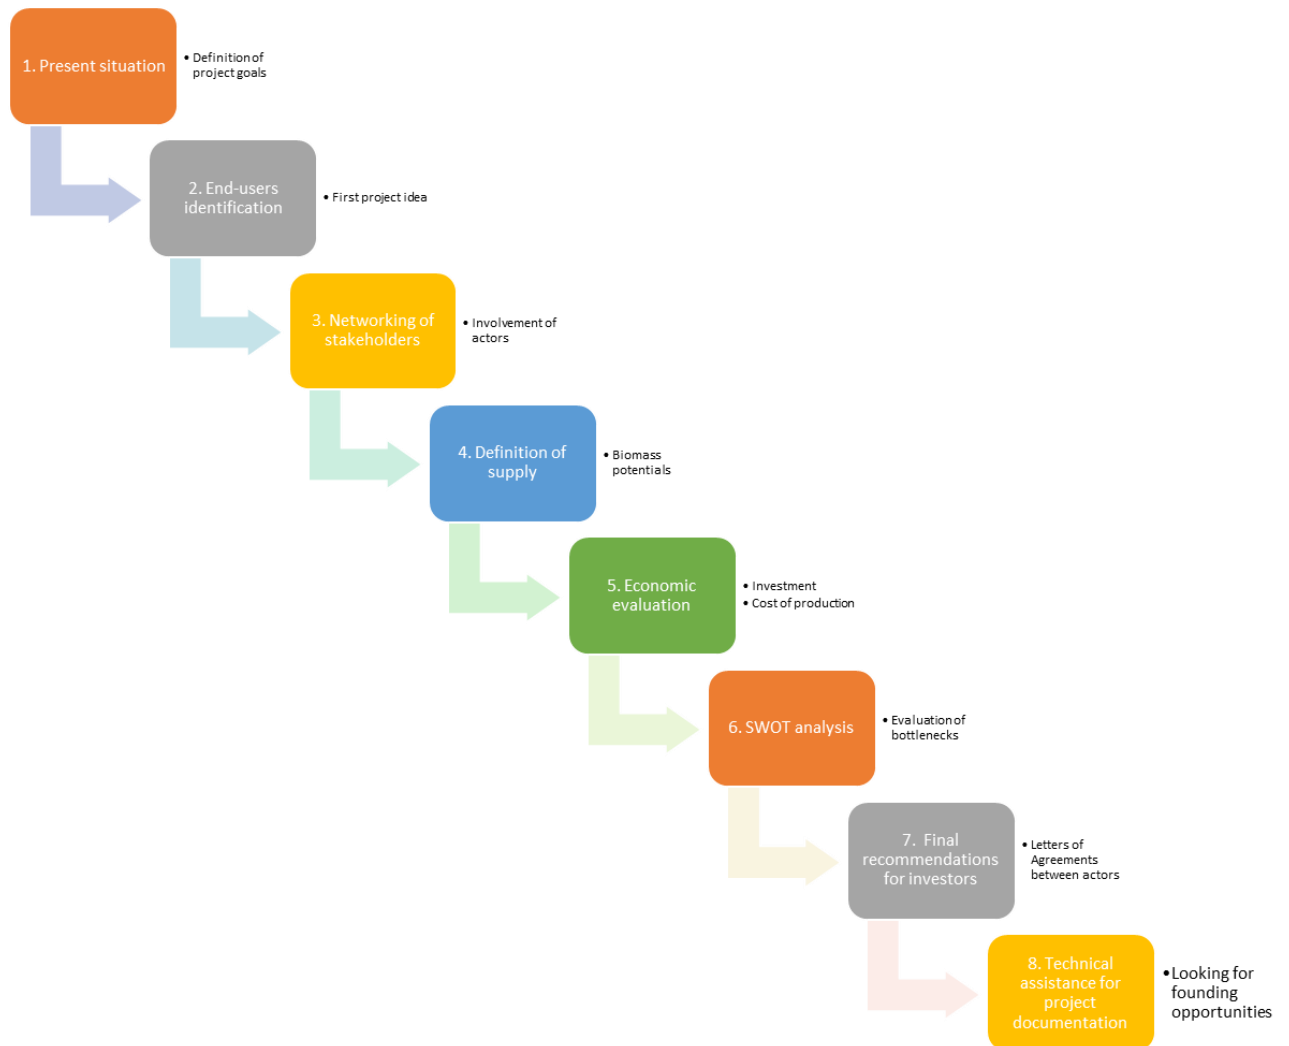 1. Present situation
• Definition of
project goals
2. End-users
identification
• First project idea
3. Networking of
stakeholders
• Involvement of
actors
4. Definition of
supply
• Biomass
potentials
5. Economic
evaluation
• Investment
• Cost of production
6. SWOT analysis
• Evaluation of
bottlenecks
7. Final
recommendations
for investors
• Letters of
Agreements
between actors
8. Technical
assistance for
project
documentation
•Looking for
founding
opportunities